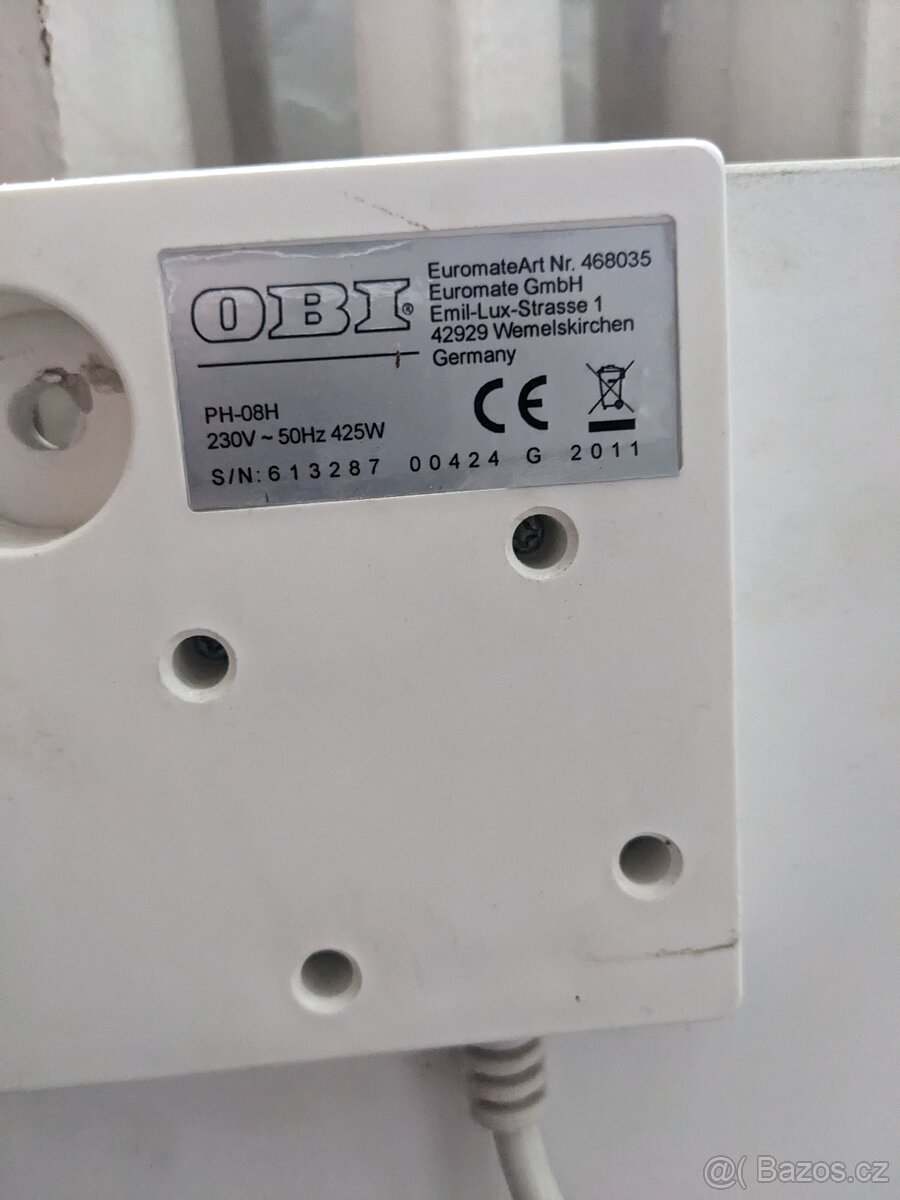 OBI®
EuromateArt Nr. 468035
Euromate GmbH
Emil-Lux-Strasse 1
42929 Wemelskirchen
Germany
PH-08H
230V ~ 50Hz 425W
CE
S/N: 613287 00424 G 2011
@( Bazos.cz